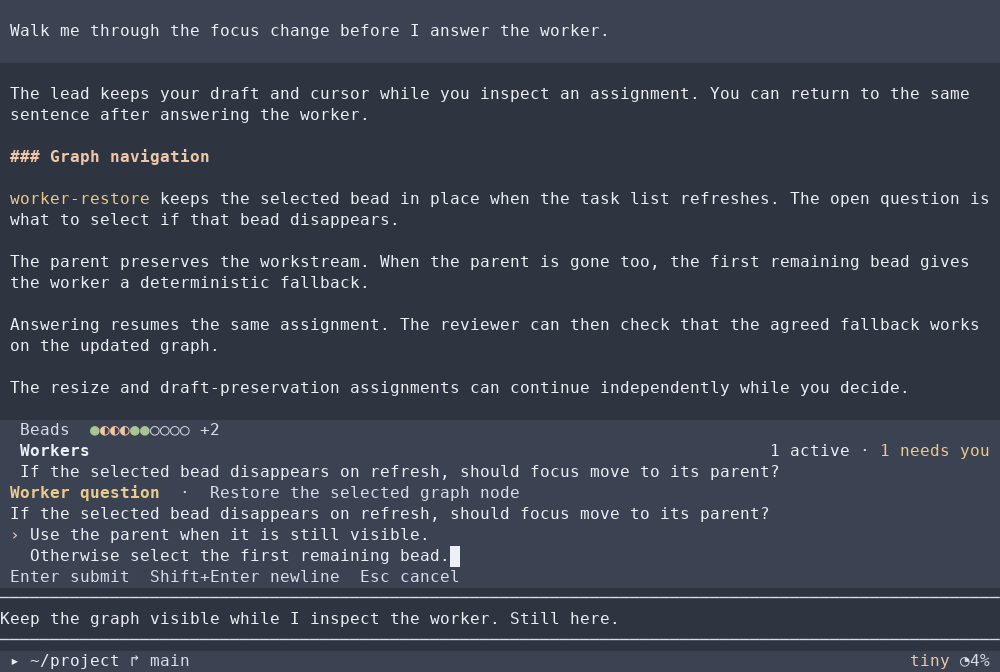 Walk me through the focus change before I answer the worker.
The lead keeps your draft and cursor while you inspect an assignment. You can return to the same
sentence after answering the worker.
### Graph navigation
worker-restore keeps the selected bead in place when the task list refreshes. The open question is
what to select if that bead disappears.
The parent preserves the workstream. When the parent is gone too, the first remaining bead gives
the worker a deterministic fallback.
Answering resumes the same assignment. The reviewer can then check that the agreed fallback works
on the updated graph.
The resize and draft-preservation assignments can continue independently while you decide.
Beads ●◐◐◐●●○○○○ +2
Workers 1 active · 1 needs you
If the selected bead disappears on refresh, should focus move to its parent?
Worker question · Restore the selected graph node
If the selected bead disappears on refresh, should focus move to its parent?
› Use the parent when it is still visible.
Otherwise select the first remaining bead.
Enter submit Shift+Enter newline Esc cancel
Keep the graph visible while I inspect the worker. Still here.
▸ ~/project ↱ main tiny ◔4%